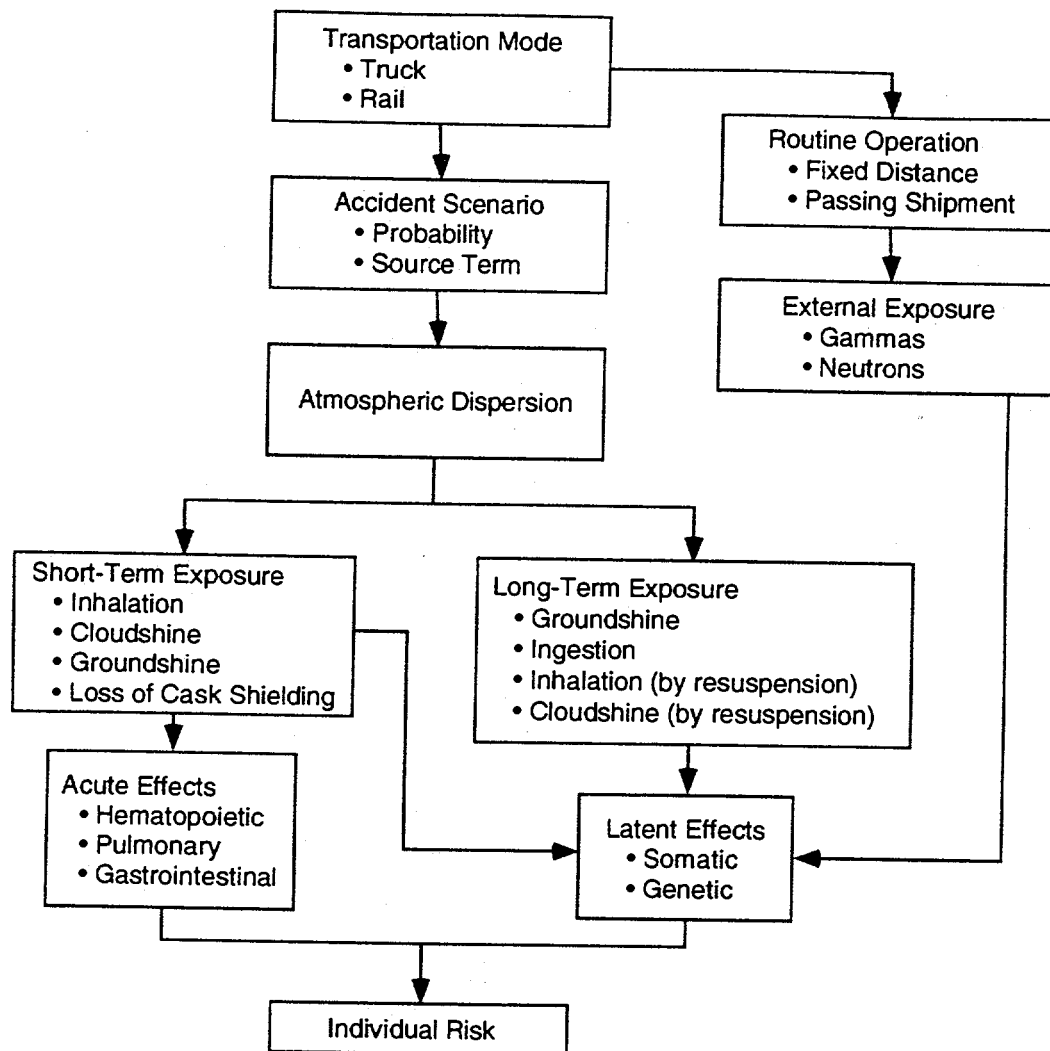 Transportation Mode
• Truck
• Rail
Routine Operation
• Fixed Distance
• Passing Shipment
Accident Scenario
• Probability
• Source Term
External Exposure
• Gammas
• Neutrons
Atmospheric Dispersion
Short-Term Exposure
• Inhalation
• Cloudshine
• Groundshine
• Loss of Cask Shielding
Long-Term Exposure
• Groundshine
• Ingestion
• Inhalation (by resuspension)
• Cloudshine (by resuspension)
Acute Effects
• Hematopoietic
• Pulmonary
• Gastrointestinal
Latent Effects
• Somatic
• Genetic
Individual Risk